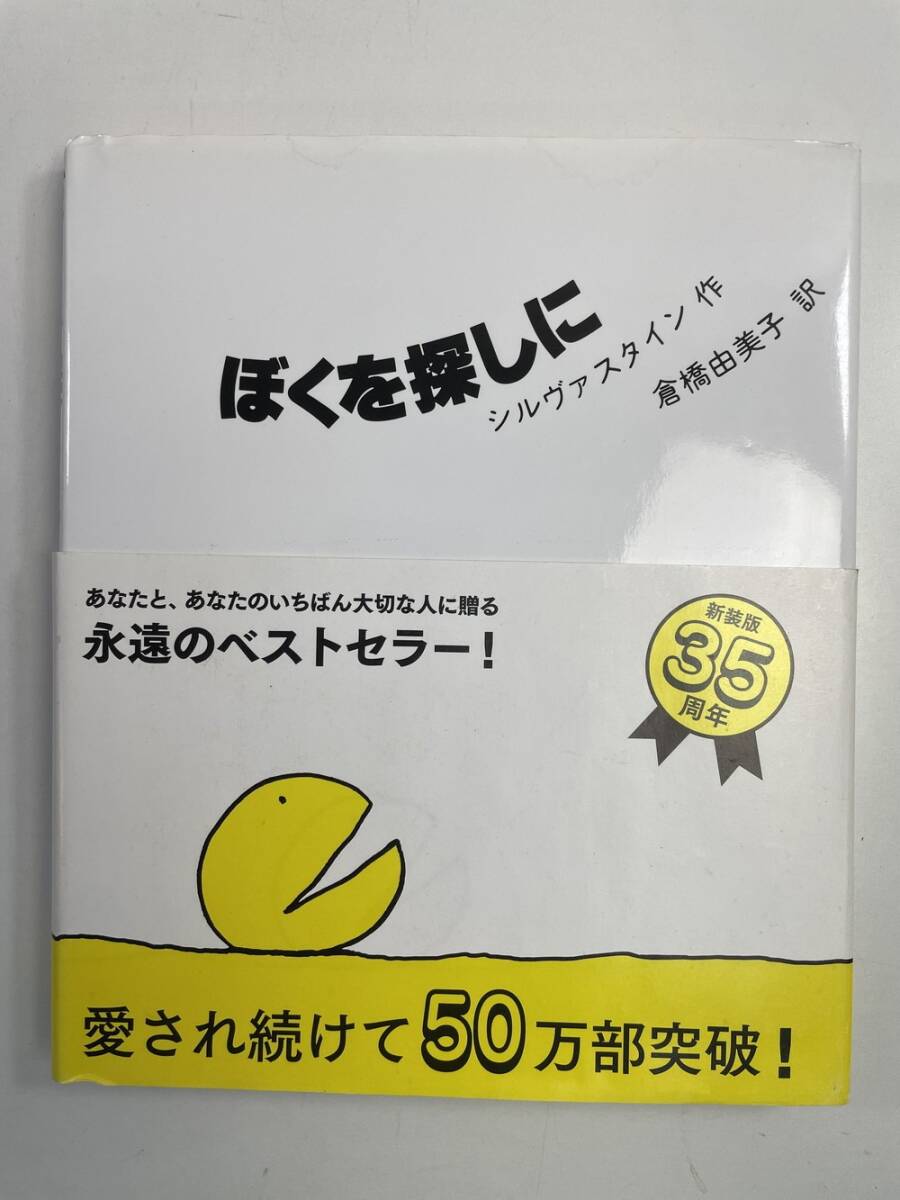 ぼくを探しに
シルヴァスタイン 作
倉橋由美子 訳
あなたと、あなたのいちばん大切な人に贈る
永遠のベストセラー!
新装版
35
周年
愛され続けて50万部突破!